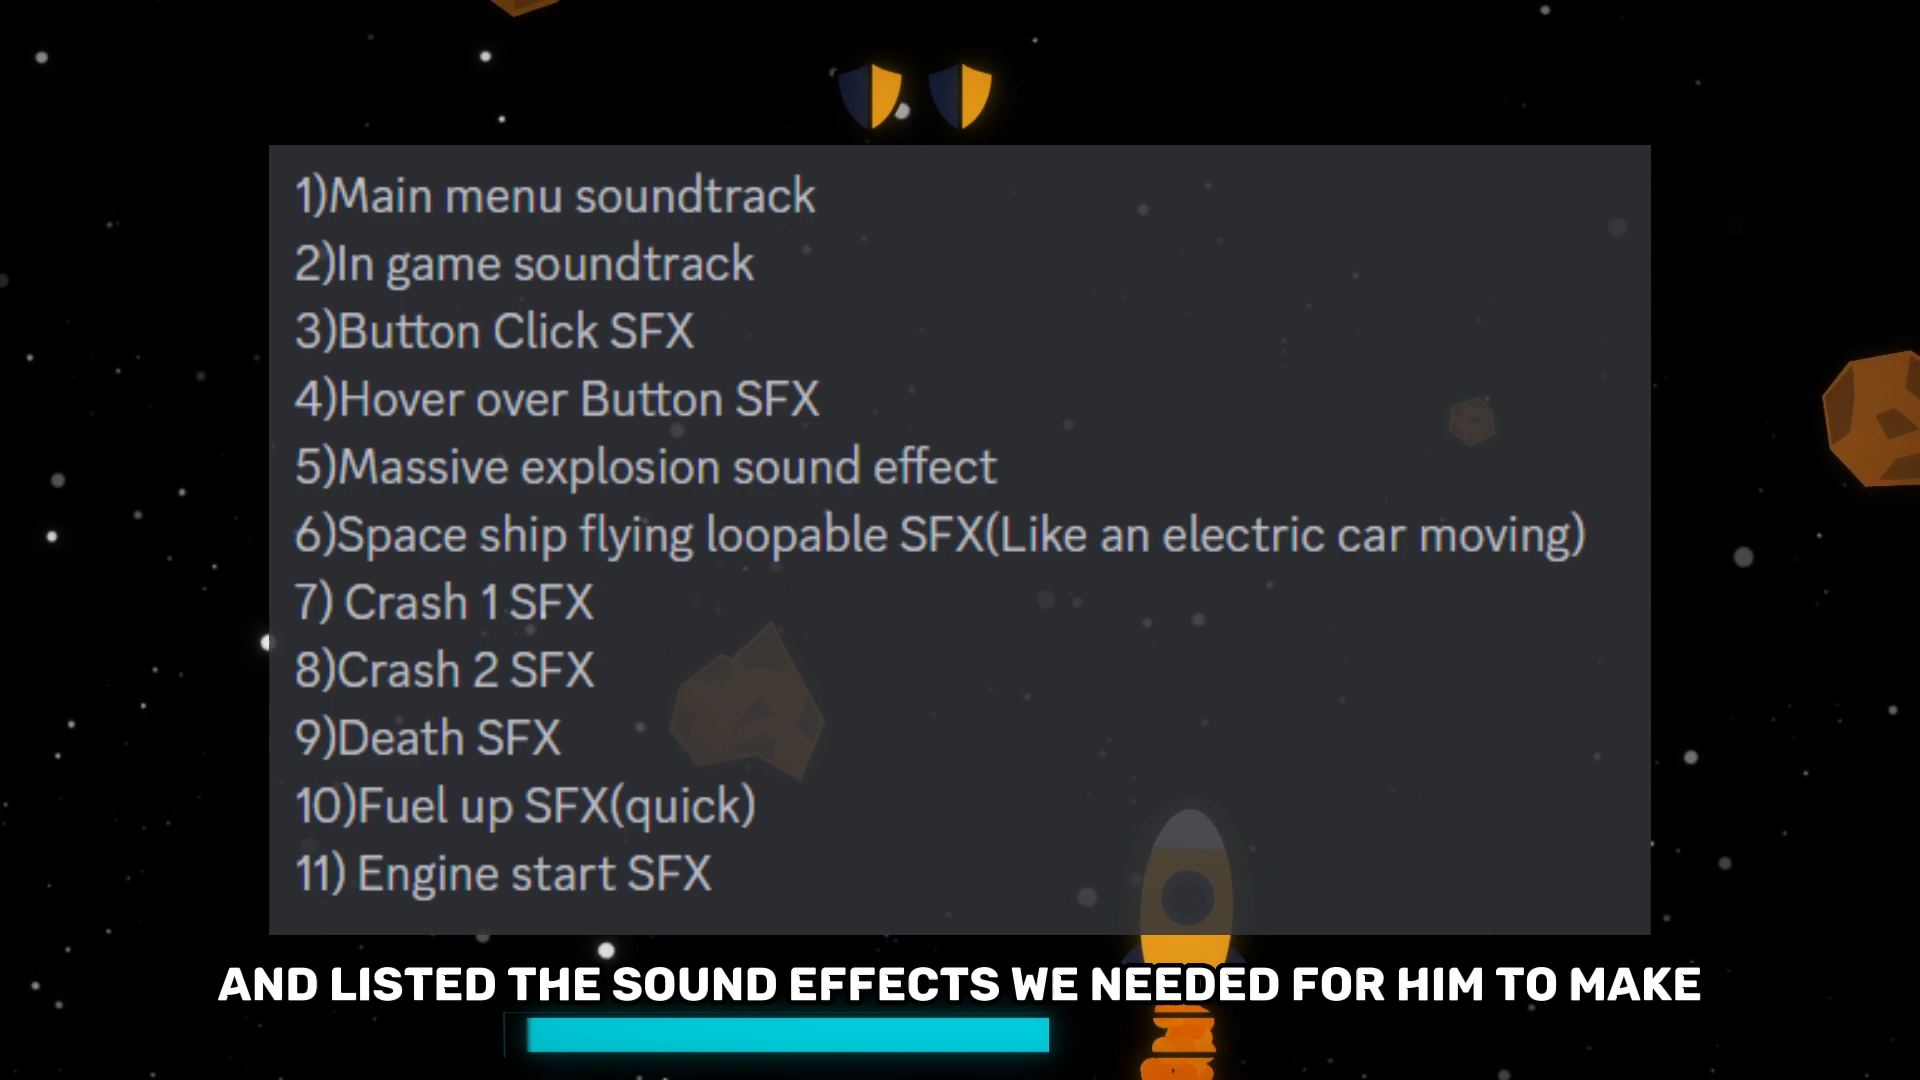 1)Main menu soundtrack
2)In game soundtrack
3)Button Click SFX
4)Hover over Button SFX
5)Massive explosion sound effect
6)Space ship flying loopable SFX(Like an electric car moving)
7) Crash 1 SFX
8)Crash 2 SFX
9)Death SFX
10)Fuel up SFX(quick)
11) Engine start SFX
AND LISTED THE SOUND EFFECTS WE NEEDED FOR HIM TO MAKE